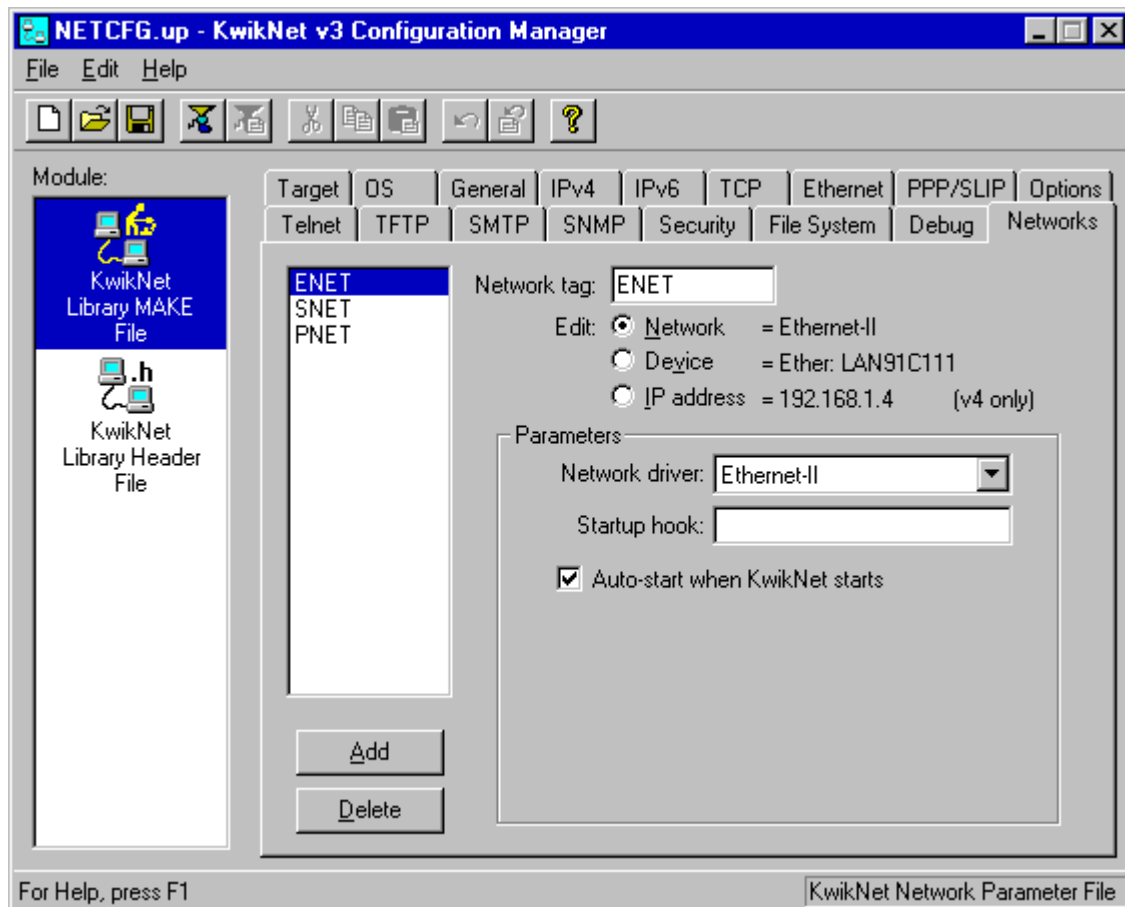 NETCFG.up - KwikNet v3 Configuration Manager
File Edit Help
Module:
KwikNet
Library MAKE
File
.h
KwikNet
Library Header
File
Target OS General IPv4 IPv6 TCP Ethernet PPP/SLIP Options
Telnet TFTP SMTP SNMP Security File System Debug Networks
ENET
SNET
PNET
Add
Delete
Network tag: ENET
Edit: Network = Ethernet-II
Device = Ether: LAN91C111
IP address = 192.168.1.4 (v4 only)
Parameters
Network driver: Ethernet-II
Startup hook:
Auto-start when KwikNet starts
For Help, press F1
KwikNet Network Parameter File